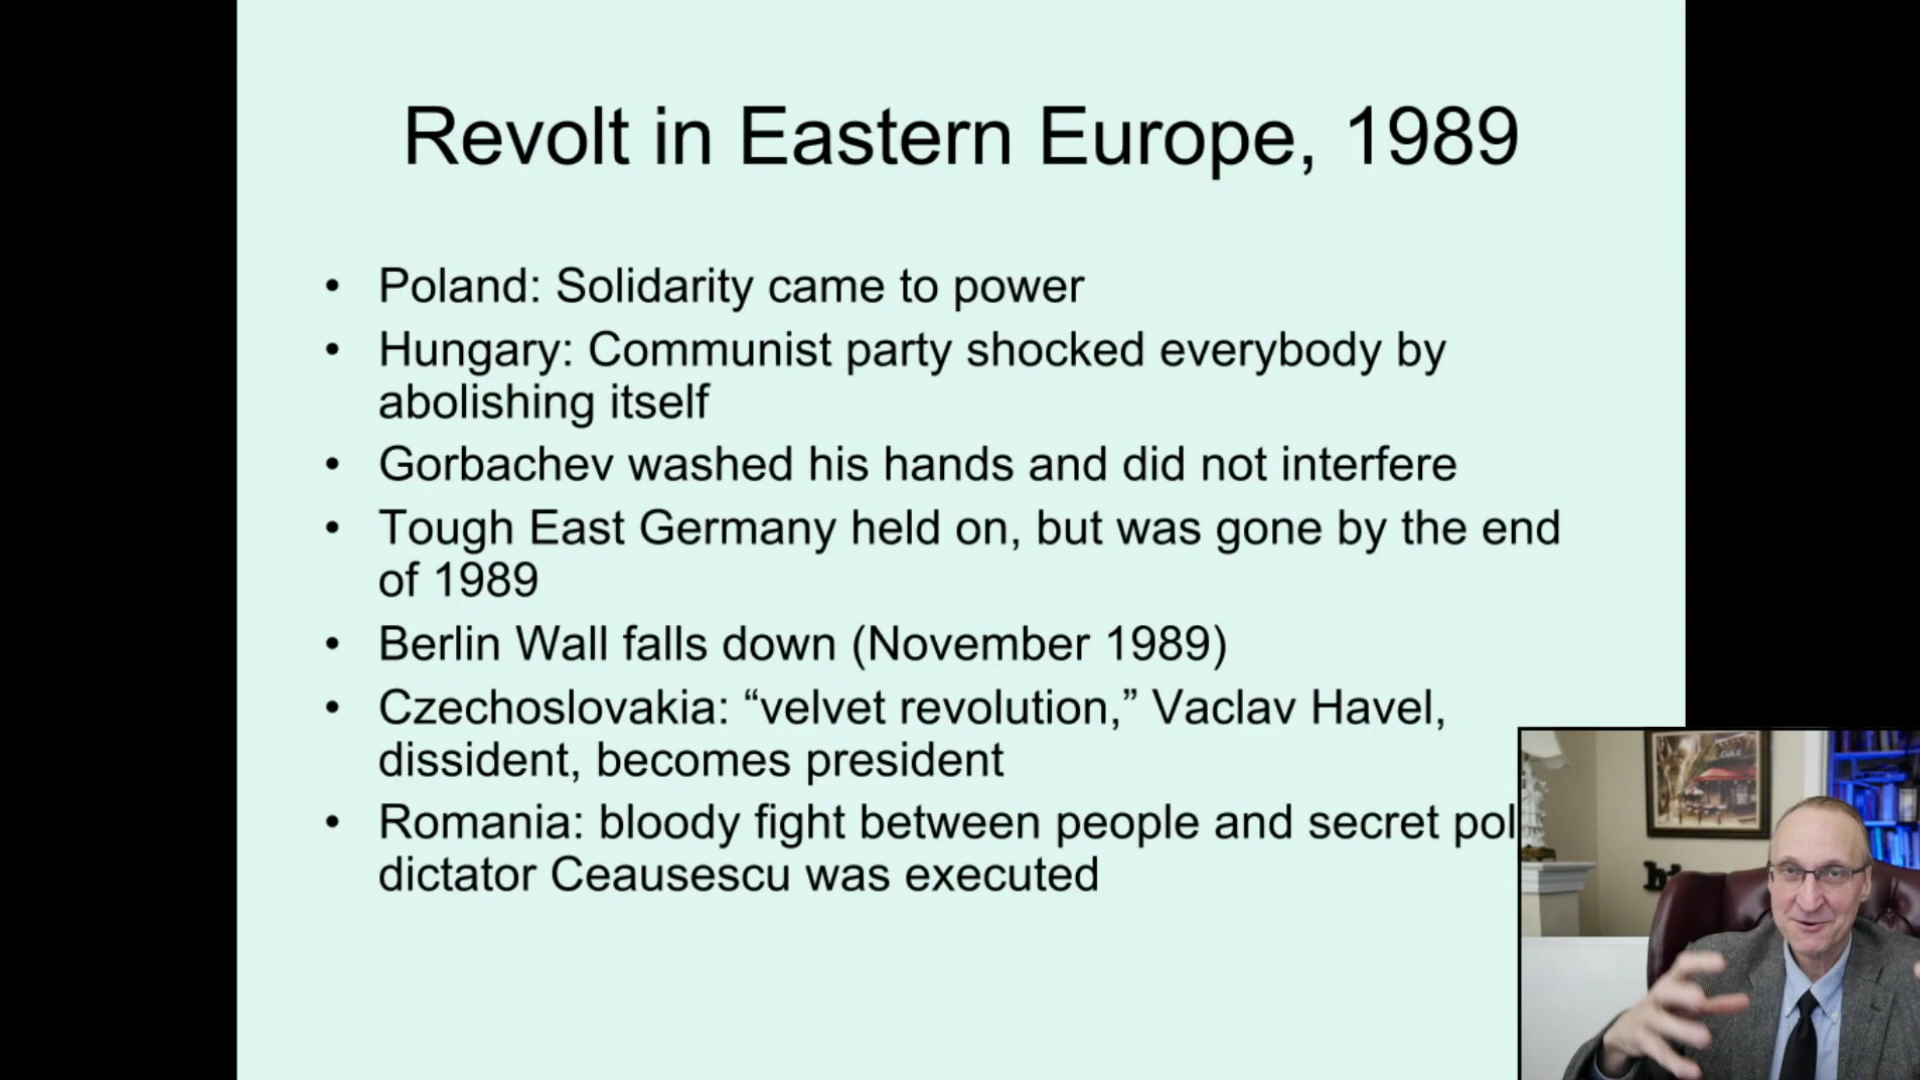 Revolt in Eastern Europe, 1989
• Poland: Solidarity came to power
• Hungary: Communist party shocked everybody by
abolishing itself
• Gorbachev washed his hands and did not interfere
• Tough East Germany held on, but was gone by the end
of 1989
• Berlin Wall falls down (November 1989)
• Czechoslovakia: “velvet revolution,” Vaclav Havel,
dissident, becomes president
• Romania: bloody fight between people and secret pol
dictator Ceausescu was executed